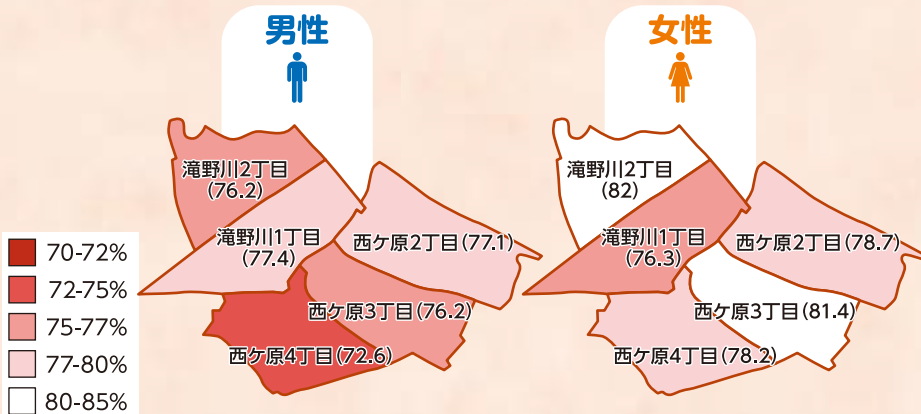 男性
滝野川2丁目
(76.2)
滝野川1丁目
(77.4)
西ケ原2丁目(77.1)
西ケ原3丁目(76.2)
西ケ原4丁目(72.6)
女性
滝野川2丁目
(82)
滝野川1丁目
(76.3)
西ケ原2丁目(78.7)
西ケ原3丁目(81.4)
西ケ原4丁目(78.2)
70-72%
72-75%
75-77%
77-80%
80-85%